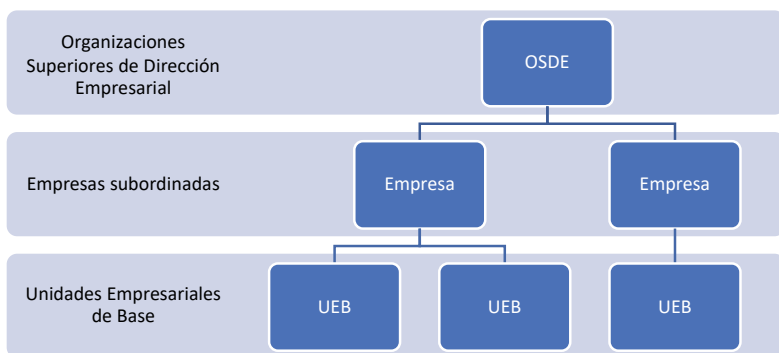 Organizaciones
Superiores de Dirección
Empresarial
OSDE
Empresas subordinadas
Empresa
Empresa
Unidades Empresariales
de Base
UEB
UEB
UEB